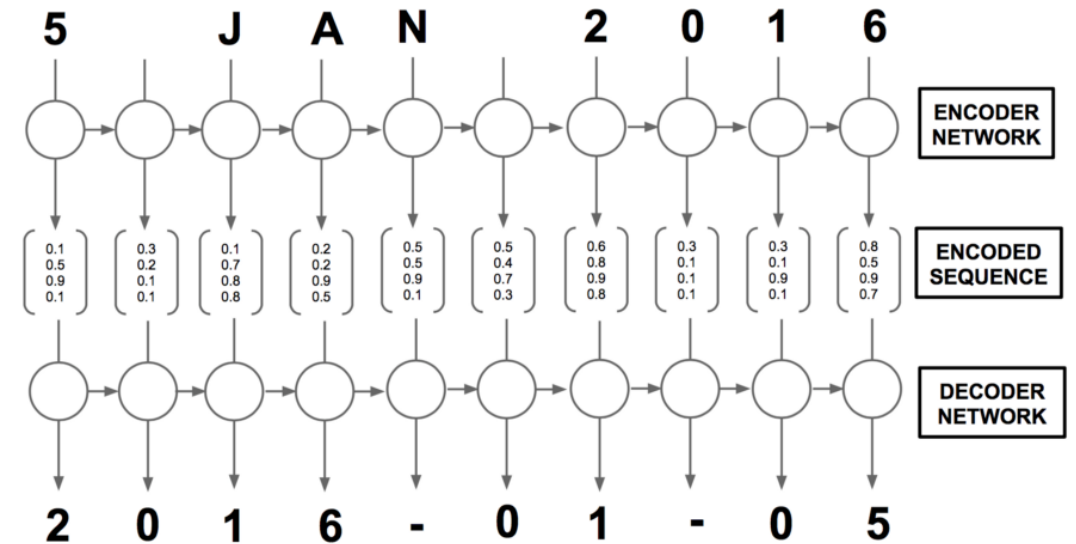 5 J A N 2 0 1 6
ENCODER
NETWORK
0.1 0.3 0.1 0.2 0.5 0.5 0.6 0.3 0.3 0.8
0.5 0.2 0.7 0.2 0.5 0.4 0.8 0.1 0.1 0.5
0.9 0.1 0.8 0.9 0.9 0.7 0.9 0.1 0.9 0.9
0.1 0.1 0.8 0.5 0.1 0.3 0.8 0.1 0.1 0.7
ENCODED
SEQUENCE
DECODER
NETWORK
2 0 1 6 - 0 1 - 0 5